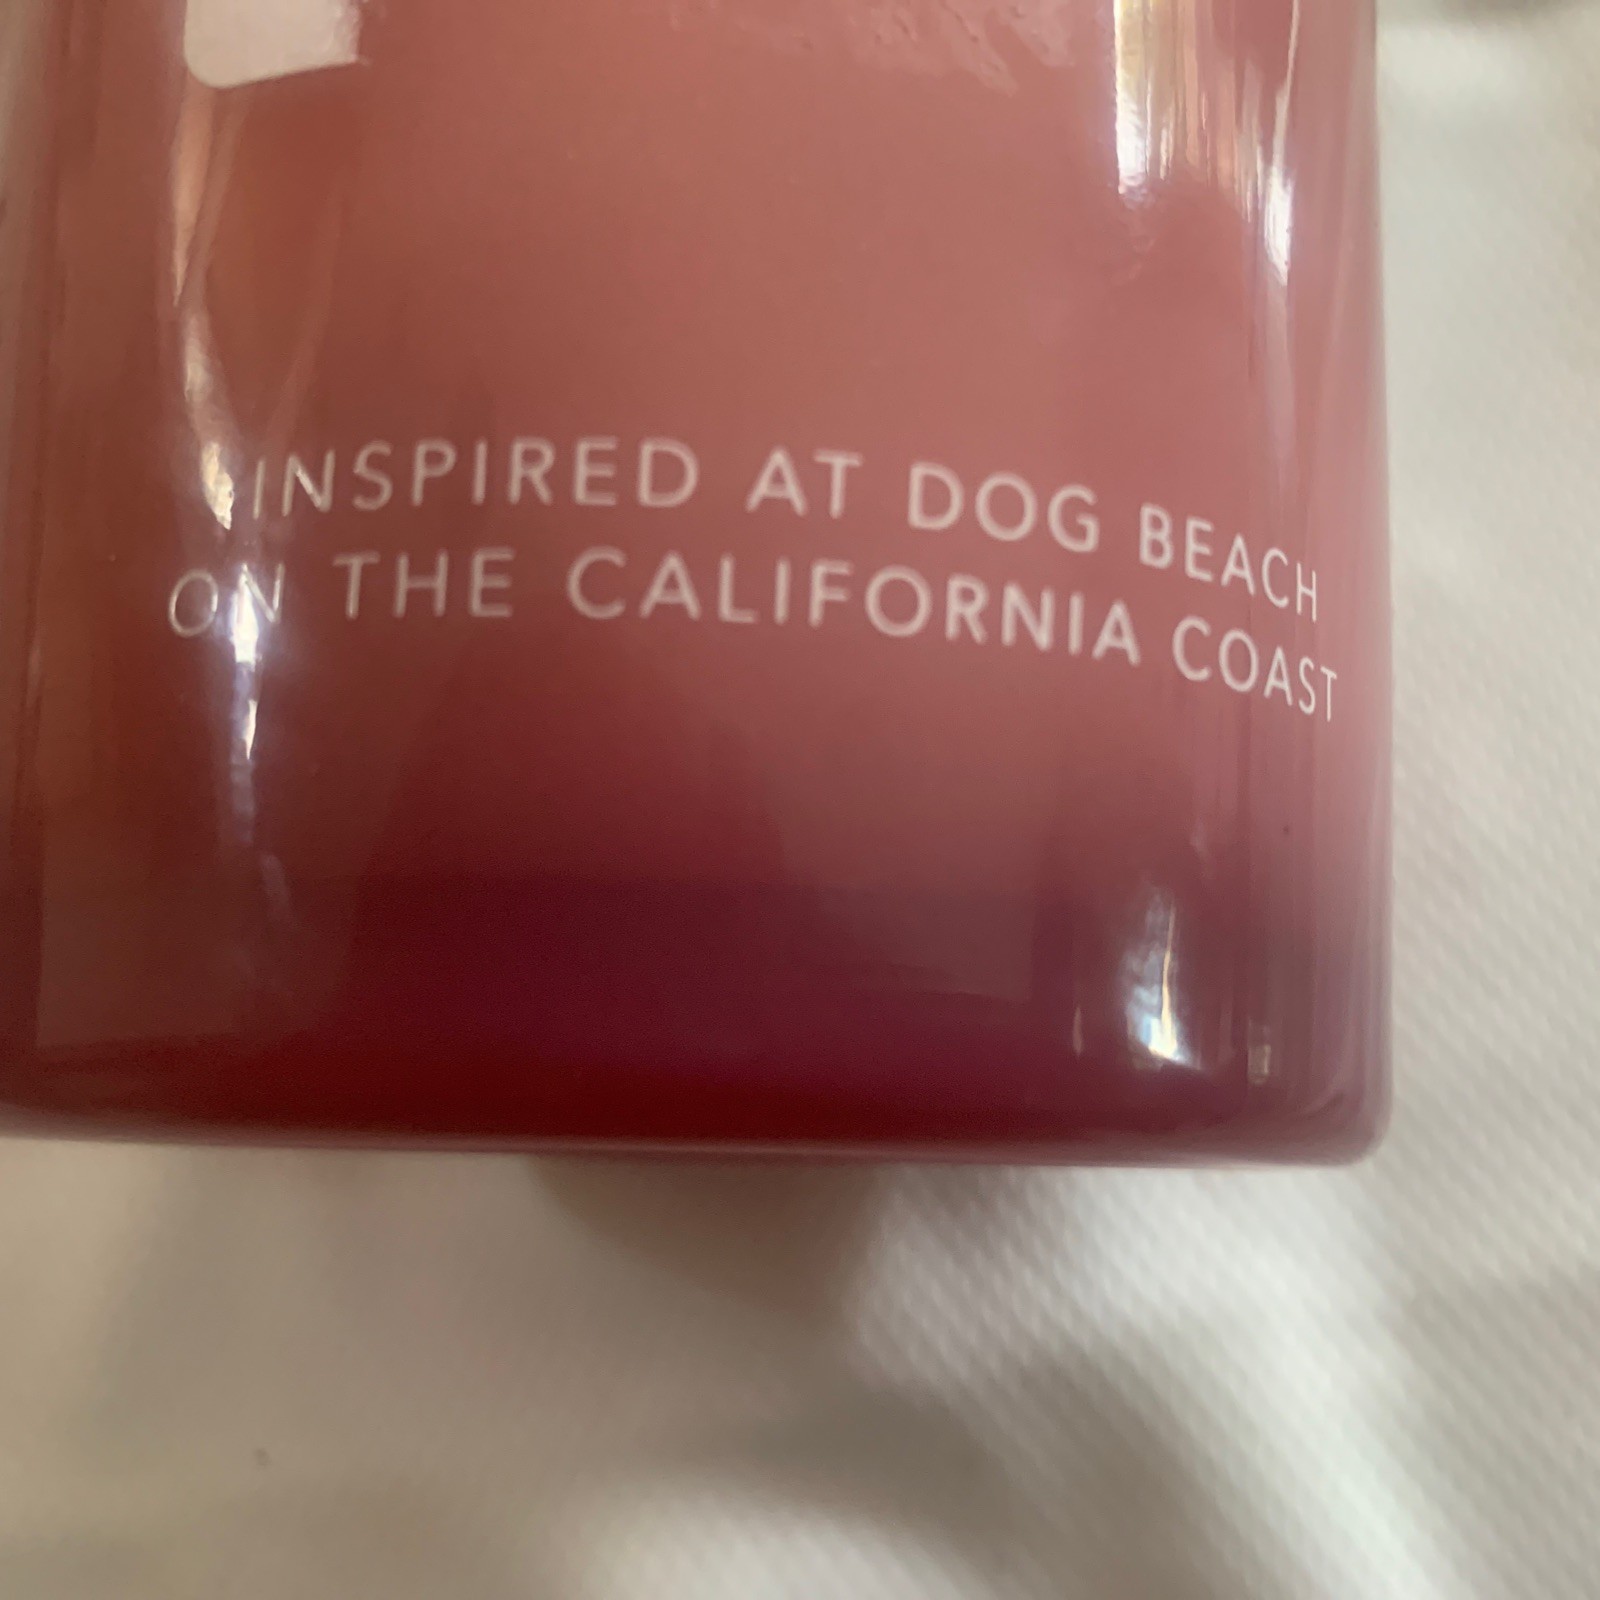 INSPIRED AT DOG BEACH
ON THE CALIFORNIA COAST